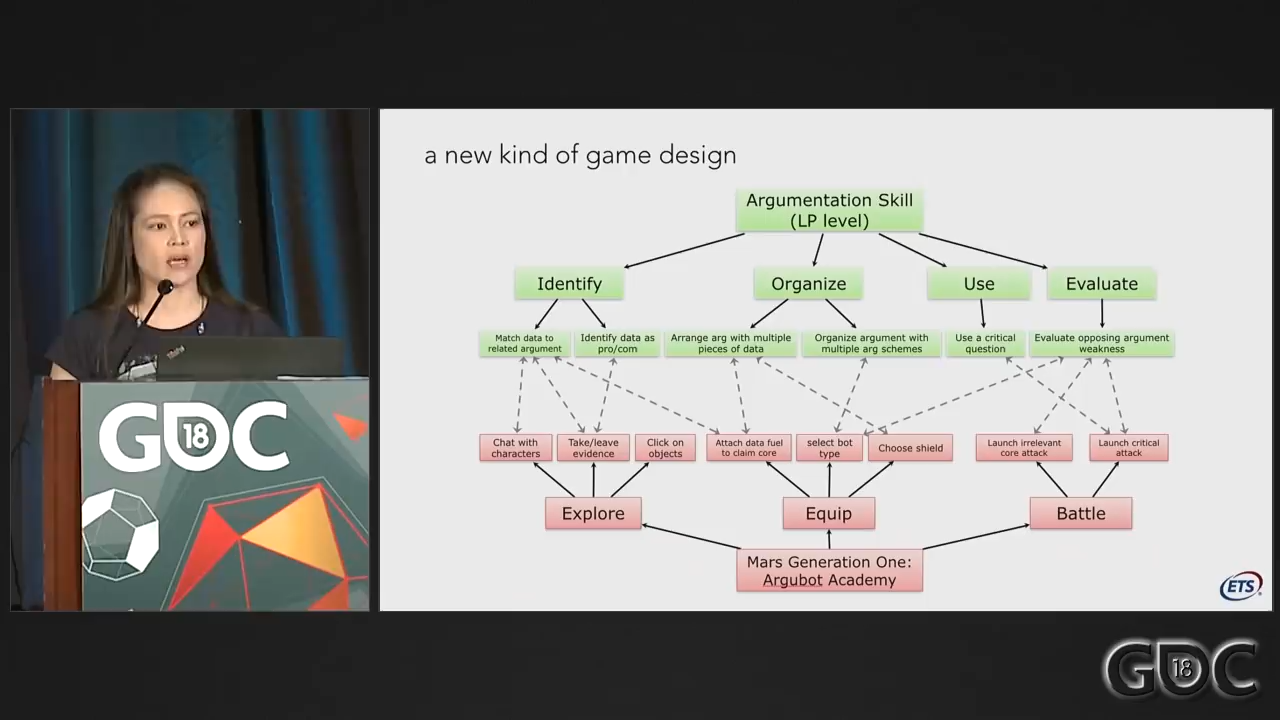 a new kind of game design
Argumentation Skill
(LP level)
Identify
Organize
Use
Evaluate
Match data to
related argument
Identify data as
pro/com
Arrange arg with multiple
pieces of data
Organize argument with
multiple arg schemes
Use a critical
question
Evaluate opposing argument
weakness
Chat with
characters
Take/leave
evidence
Click on
objects
Attach data fuel
to claim core
select bot
type
Choose shield
Launch irrelevant
core attack
Launch critical
attack
Explore
Equip
Battle
Mars Generation One:
Argubot Academy
ETS
GDC
18
GDC
18